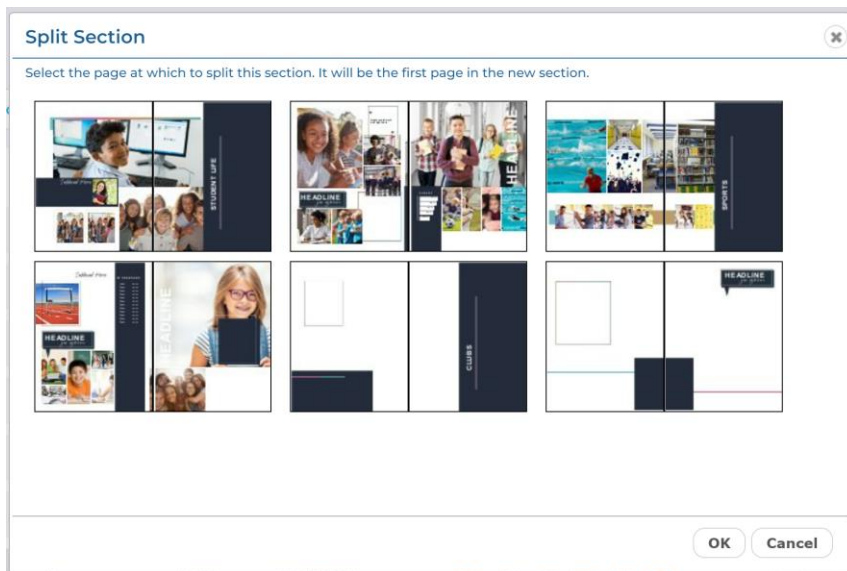 Split Section
Select the page at which to split this section. It will be the first page in the new section.
STUDENT LIFE
HEADLINE
HEADLINE
SPORTS
HEADLINE
HEADLINE
CLUBS
HEADLINE
OK
Cancel